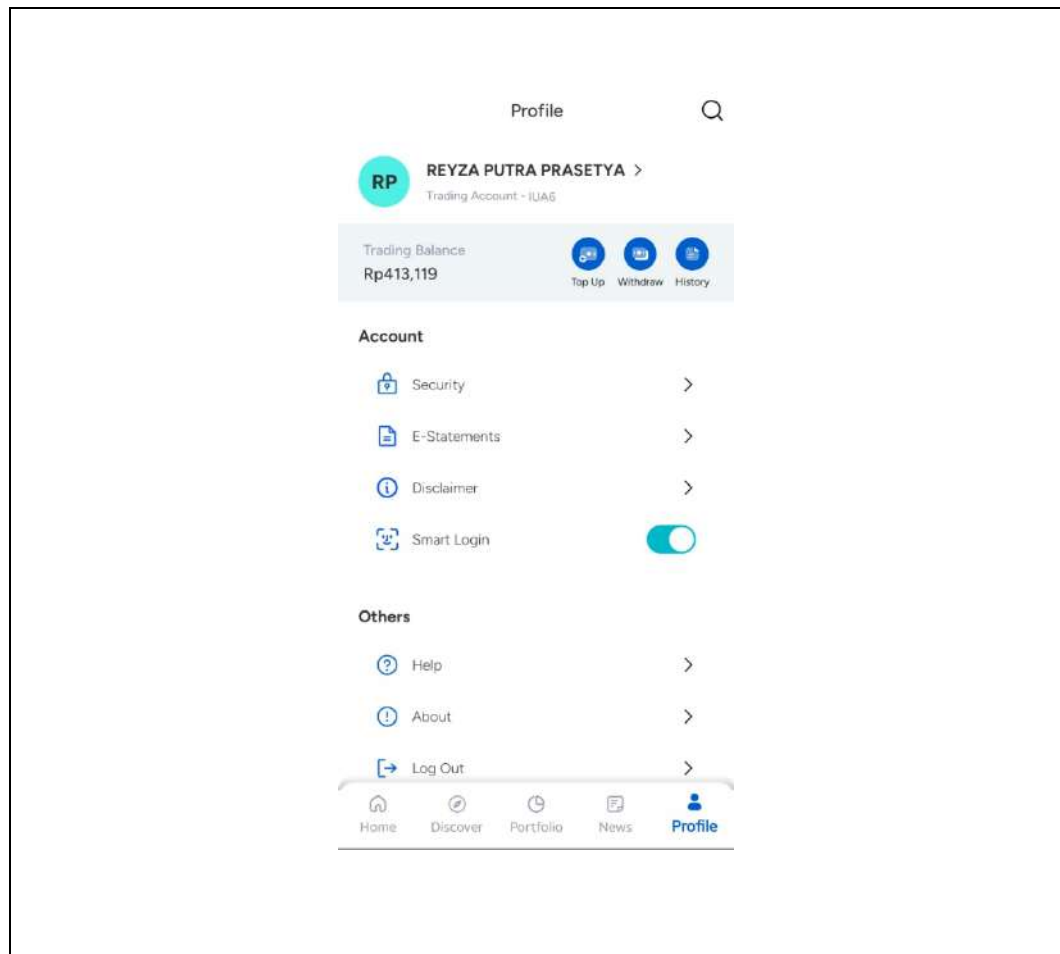 Profile
RP
REYZA PUTRA PRASETYA >
Trading Account - IUA6
Trading Balance
Rp413,119
Top Up Withdraw History
Account
Security
E-Statements
Disclaimer
Smart Login
Others
Help
About
Log Out
Home Discover Portfolio News Profile